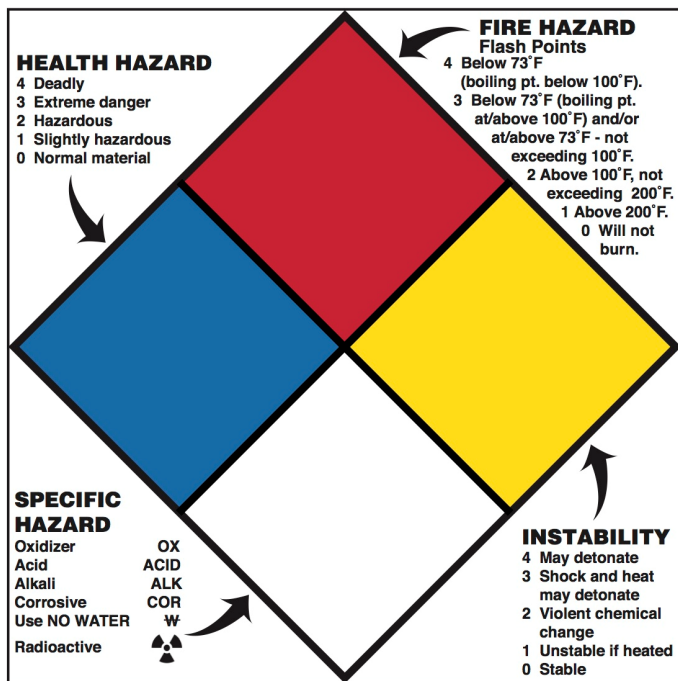 HEALTH HAZARD
4 Deadly
3 Extreme danger
2 Hazardous
1 Slightly hazardous
0 Normal material
FIRE HAZARD
Flash Points
4 Below 73°F
(boiling pt. below 100°F).
3 Below 73°F (boiling pt.
at/above 100°F) and/or
at/above 73°F - not
exceeding 100°F.
2 Above 100°F, not
exceeding 200°F.
1 Above 200°F.
0 Will not
burn.
SPECIFIC
HAZARD
Oxidizer OX
Acid ACID
Alkali ALK
Corrosive COR
Use NO WATER W̶
Radioactive
INSTABILITY
4 May detonate
3 Shock and heat
may detonate
2 Violent chemical
change
1 Unstable if heated
0 Stable